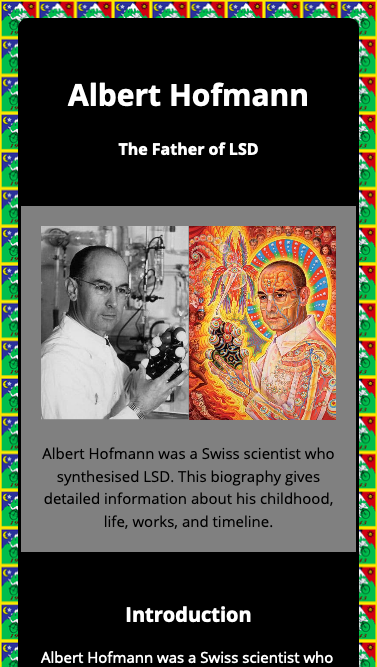 Albert Hofmann
The Father of LSD
Albert Hofmann was a Swiss scientist who
synthesised LSD. This biography gives
detailed information about his childhood,
life, works, and timeline.
Introduction
Albert Hofmann was a Swiss scientist who